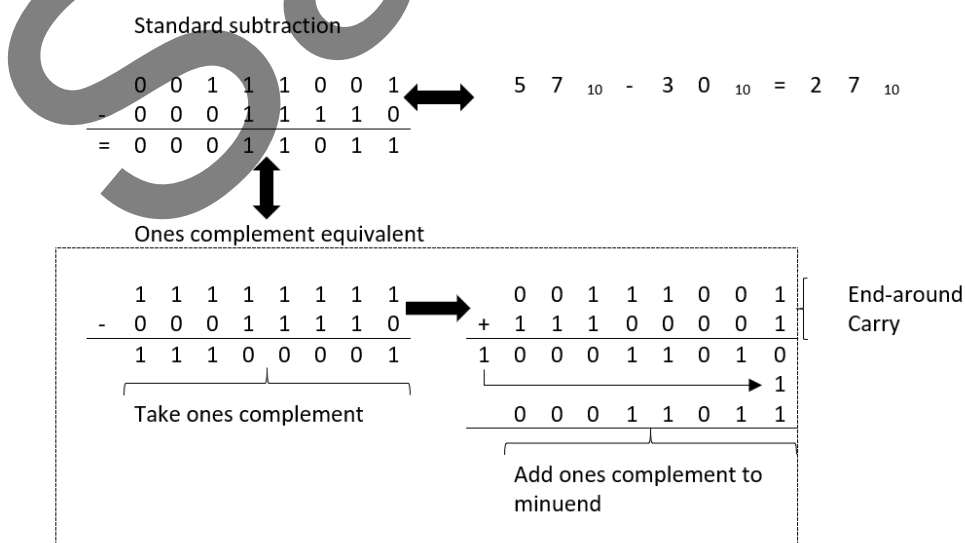 Standard subtraction
0 0 1 1 1 0 0 1
5 7 10 - 3 0 10 = 2 7 10
- 0 0 0 1 1 1 1 0
= 0 0 0 1 1 0 1 1
Ones complement equivalent
1 1 1 1 1 1 1 1
- 0 0 0 1 1 1 1 0
1 1 1 0 0 0 0 1
Take ones complement
0 0 1 1 1 0 0 1
+ 1 1 1 0 0 0 0 1
1 0 0 0 1 1 0 1 0
1
0 0 0 1 1 0 1 1
End-around
Carry
Add ones complement to
minuend